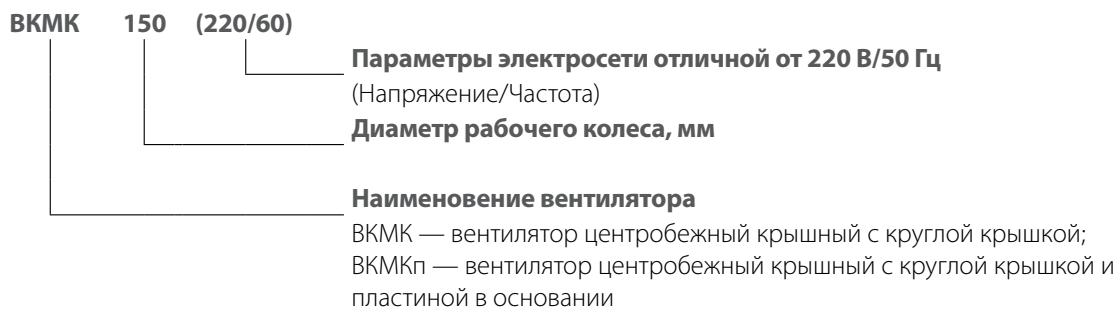 ВКМК 150 (220/60)
Параметры электросети отличной от 220 В/50 Гц
(Напряжение/Частота)
Диаметр рабочего колеса, мм
Наименовение вентилятора
ВКМК — вентилятор центробежный крышный с круглой крышкой;
ВКМКп — вентилятор центробежный крышный с круглой крышкой и
пластиной в основании